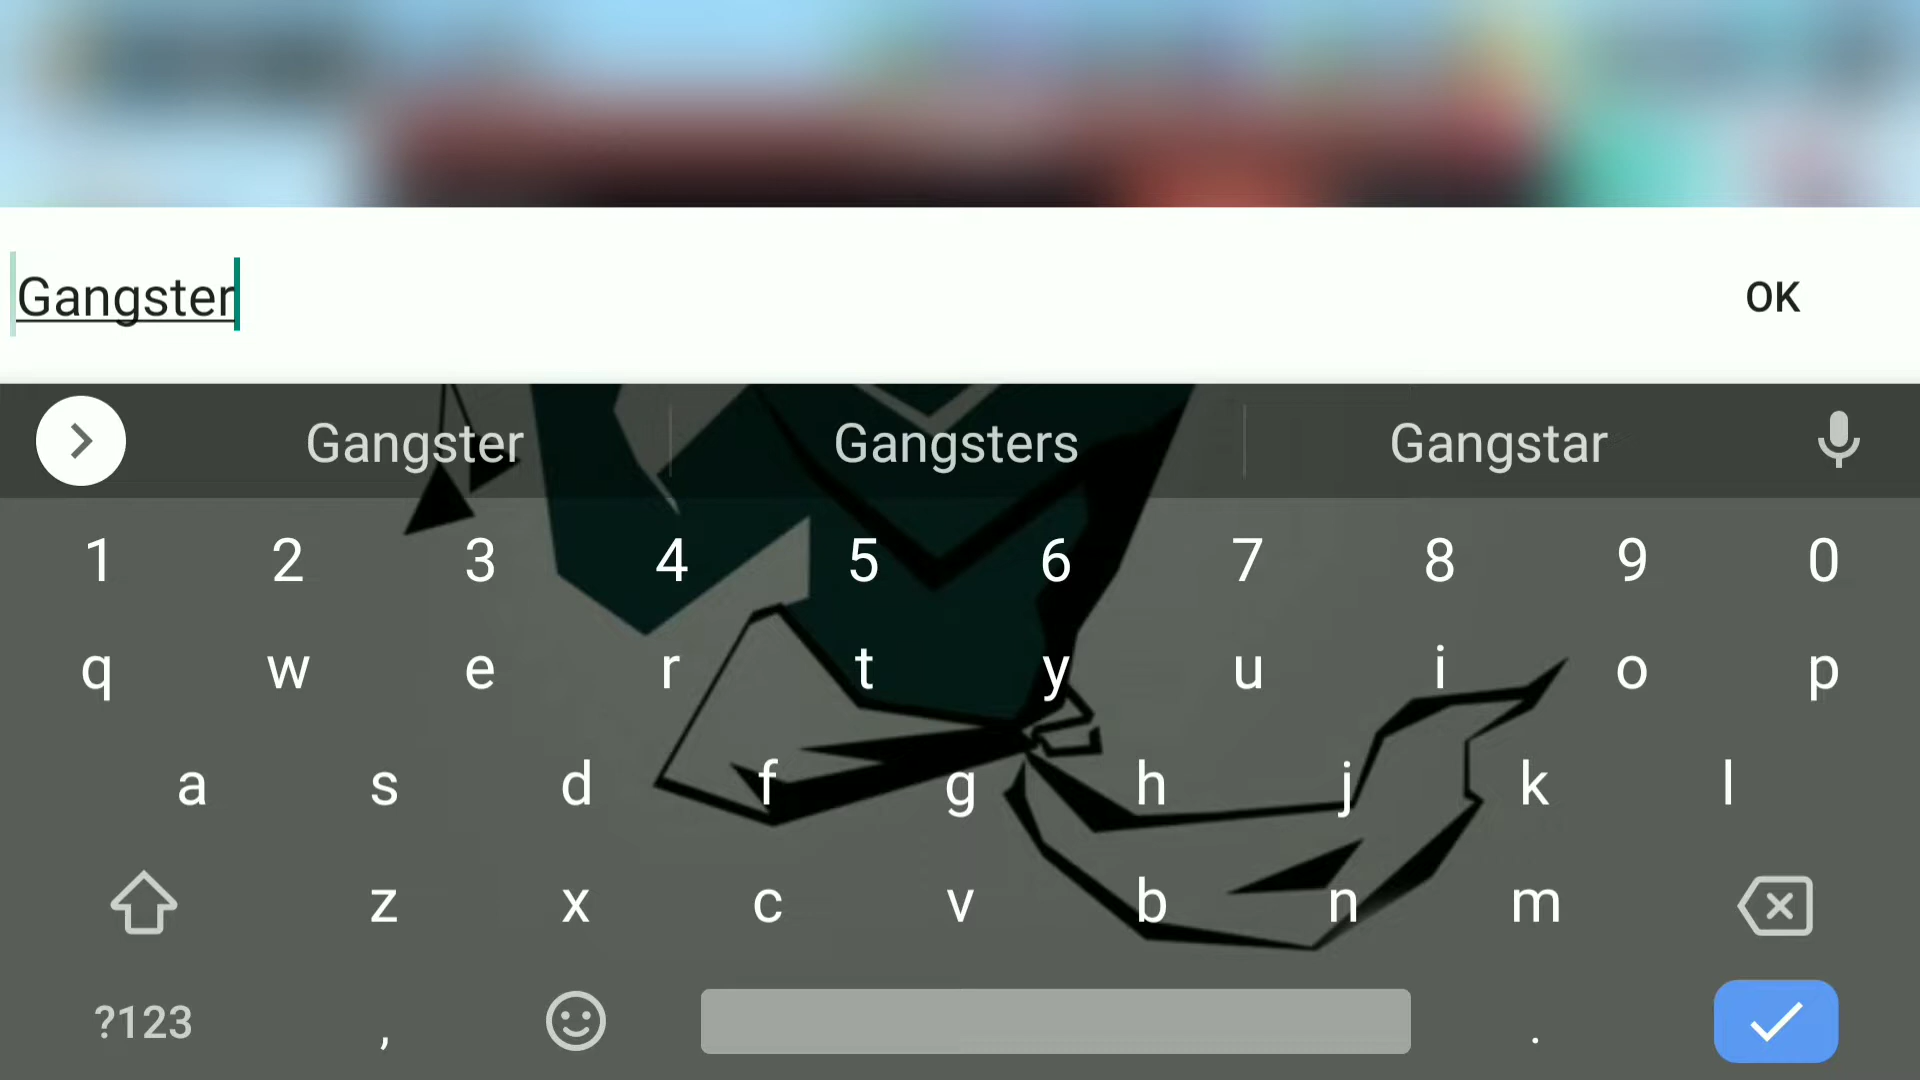 Gangster OK
Gangster Gangsters Gangstar
1 2 3 4 5 6 7 8 9 0
q w e r t y u i o p
a s d f g h j k l
z x c v b n m
?123 , .